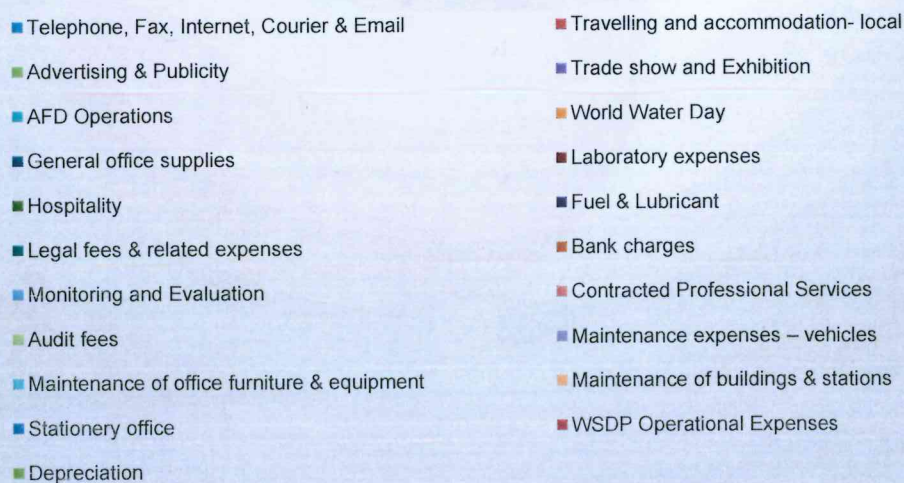 Telephone, Fax, Internet, Courier & Email
Travelling and accommodation- local
Advertising & Publicity
Trade show and Exhibition
AFD Operations
World Water Day
General office supplies
Laboratory expenses
Hospitality
Fuel & Lubricant
Legal fees & related expenses
Bank charges
Monitoring and Evaluation
Contracted Professional Services
Audit fees
Maintenance expenses – vehicles
Maintenance of office furniture & equipment
Maintenance of buildings & stations
Stationery office
WSDP Operational Expenses
Depreciation